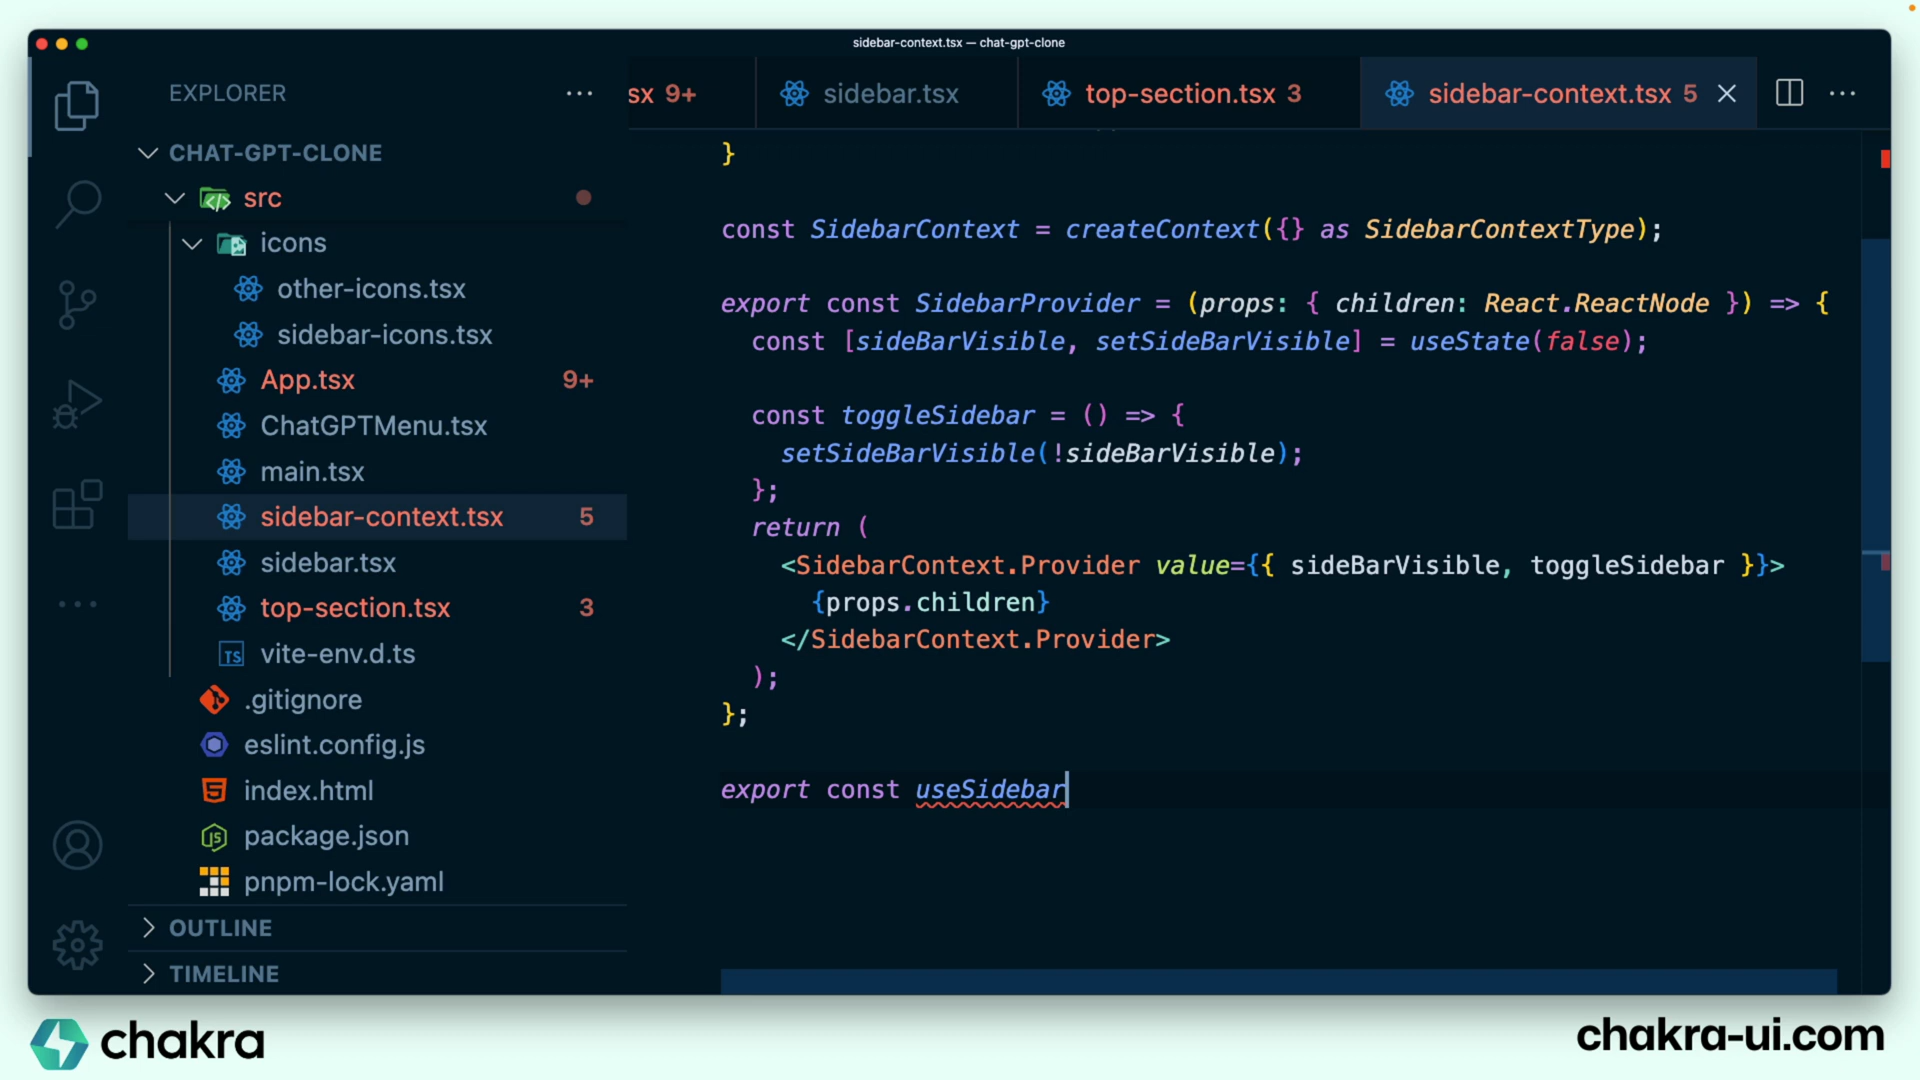 sidebar-context.tsx — chat-gpt-clone
EXPLORER
sx 9+
sidebar.tsx
top-section.tsx 3
sidebar-context.tsx 5
CHAT-GPT-CLONE
src
icons
other-icons.tsx
sidebar-icons.tsx
App.tsx 9+
ChatGPTMenu.tsx
main.tsx
sidebar-context.tsx 5
sidebar.tsx
top-section.tsx 3
TS vite-env.d.ts
.gitignore
eslint.config.js
index.html
package.json
pnpm-lock.yaml
OUTLINE
TIMELINE
}
const SidebarContext = createContext({} as SidebarContextType);
export const SidebarProvider = (props: { children: React.ReactNode }) => {
const [sideBarVisible, setSideBarVisible] = useState(false);
const toggleSidebar = () => {
setSideBarVisible(!sideBarVisible);
};
return (
<SidebarContext.Provider value={{ sideBarVisible, toggleSidebar }}>
{props.children}
</SidebarContext.Provider>
);
};
export const useSidebar
chakra
chakra-ui.com